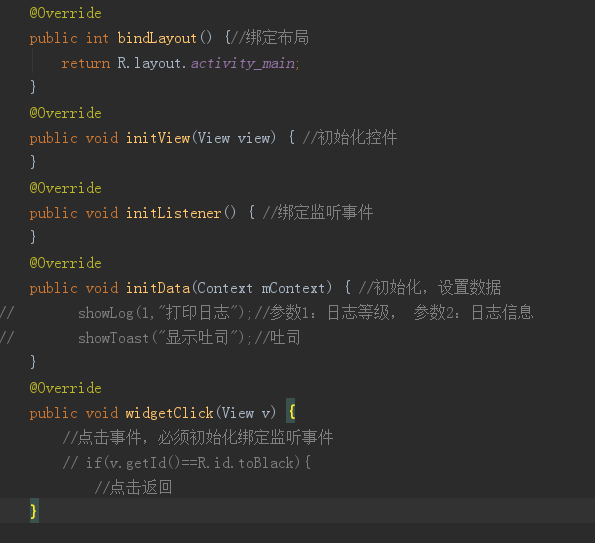 @Override
public int bindLayout() {//绑定布局
return R.layout.activity_main;
}
@Override
public void initView(View view) { //初始化控件
}
@Override
public void initListener() { //绑定监听事件
}
@Override
public void initData(Context mContext) { //初始化, 设置数据
// showLog(1,"打印日志");//参数1: 日志等级, 参数2: 日志信息
// showToast("显示吐司");//吐司
}
@Override
public void widgetClick(View v) {
//点击事件, 必须初始化绑定监听事件
// if(v.getId()==R.id.toBlack){
//点击返回
}